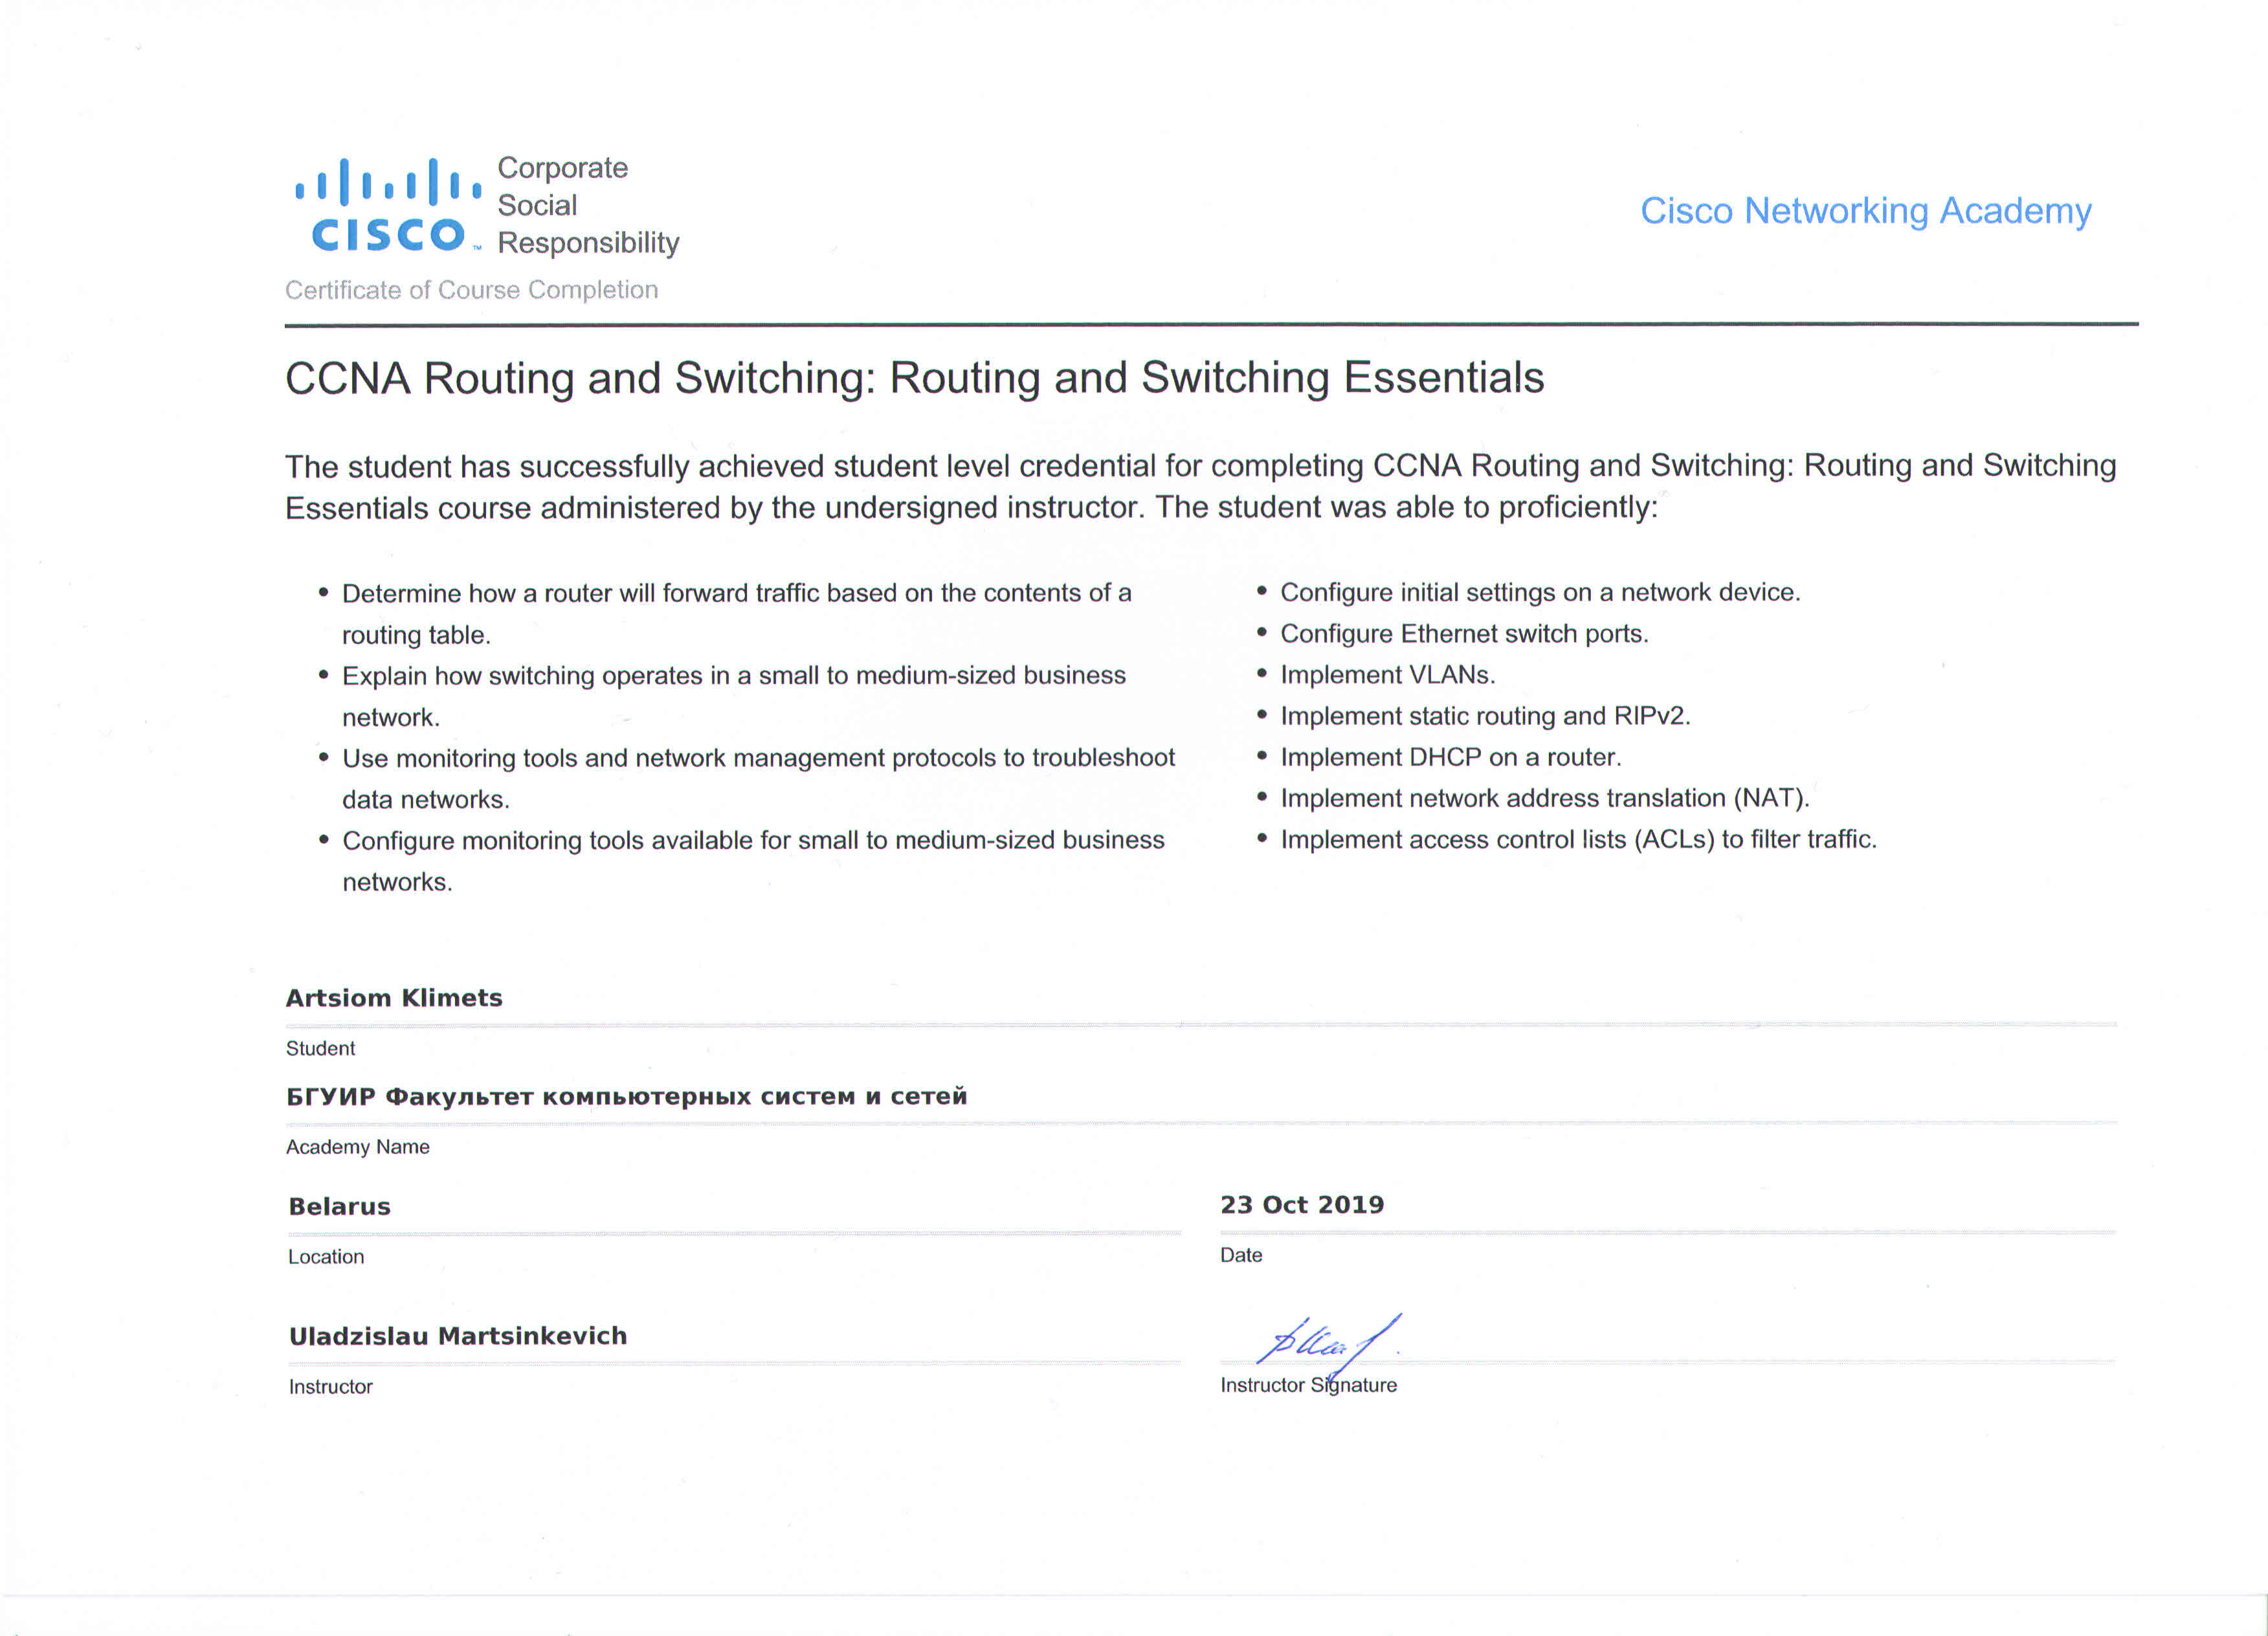 Corporate
Social
CISCO™ Responsibility
Cisco Networking Academy
Certificate of Course Completion
CCNA Routing and Switching: Routing and Switching Essentials
The student has successfully achieved student level credential for completing CCNA Routing and Switching: Routing and Switching
Essentials course administered by the undersigned instructor. The student was able to proficiently:
• Determine how a router will forward traffic based on the contents of a
routing table.
• Explain how switching operates in a small to medium-sized business
network.
• Use monitoring tools and network management protocols to troubleshoot
data networks.
• Configure monitoring tools available for small to medium-sized business
networks.
• Configure initial settings on a network device.
• Configure Ethernet switch ports.
• Implement VLANs.
• Implement static routing and RIPv2.
• Implement DHCP on a router.
• Implement network address translation (NAT).
• Implement access control lists (ACLs) to filter traffic.
Artsiom Klimets
Student
БГУИР Факультет компьютерных систем и сетей
Academy Name
Belarus
Location
23 Oct 2019
Date
Uladzislau Martsinkevich
Instructor
Instructor Signature